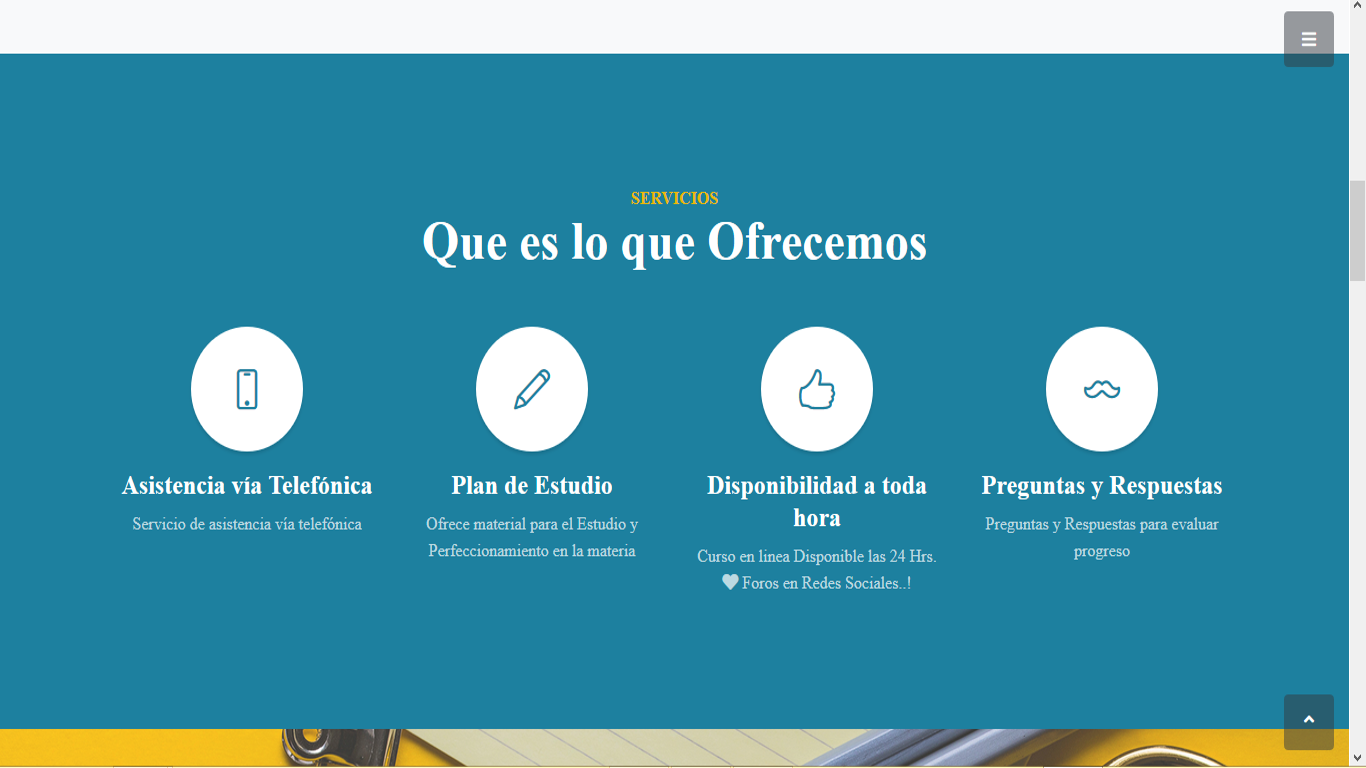 SERVICIOS
Que es lo que Ofrecemos
Asistencia vía Telefónica
Servicio de asistencia vía telefónica
Plan de Estudio
Ofrece material para el Estudio y
Perfeccionamiento en la materia
Disponibilidad a toda
hora
Curso en linea Disponible las 24 Hrs.
Foros en Redes Sociales..!
Preguntas y Respuestas
Preguntas y Respuestas para evaluar
progreso